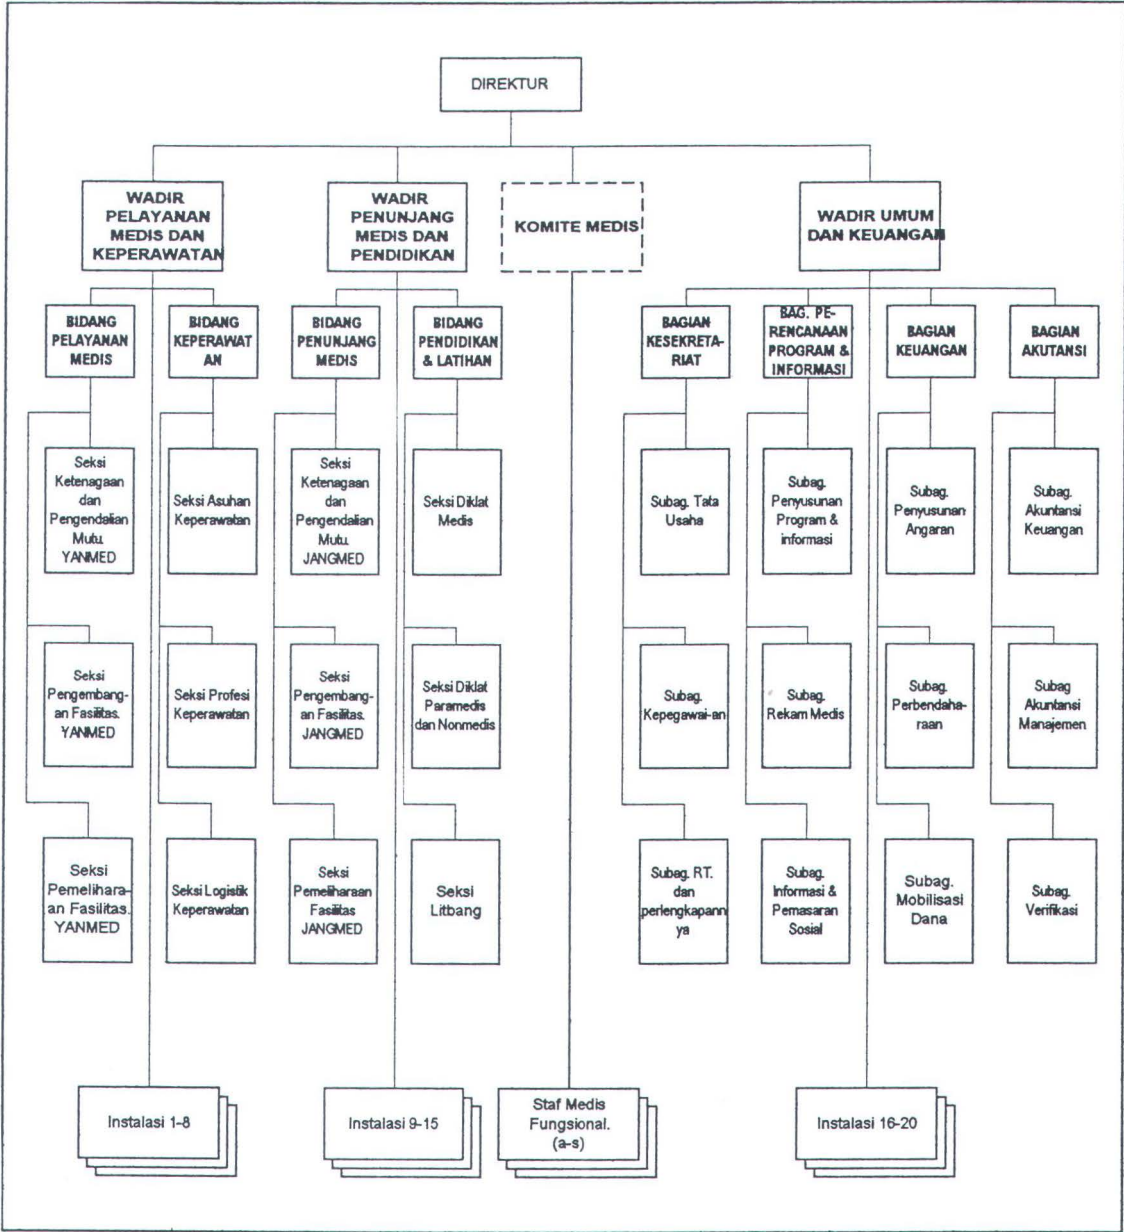 DIREKTUR
WADIR
PELAYANAN
MEDIS DAN
KEPERAWATAN
WADIR
PENUNJANG
MEDIS DAN
PENDIDIKAN
KOMITE MEDIS
WADIR UMUM
DAN KEUANGAN
BIDANG
PELAYANAN
MEDIS
BIDANG
KEPERAWAT
AN
BIDANG
PENUNJANG
MEDIS
BIDANG
PENDIDIKAN
& LATIHAN
BAGIAN
KESEKRETA-
RIAT
BAG. PE-
RENCANAAN
PROGRAM &
INFORMASI
BAGIAN
KEUANGAN
BAGIAN
AKUTANSI
Seksi
Ketenagaan
dan
Pengendalian
Mutu.
YANMED
Seksi Asuhan
Keperawatan
Seksi
Ketenagaan
dan
Pengendalian
Mutu.
JANGMED
Seksi Diklat
Medis
Subag. Tata
Usaha
Subag.
Penyusunan
Program &
informasi
Subag.
Penyusunan
Angaran
Subag.
Akuntansi
Keuangan
Seksi
Pengembang-
an Fasilitas.
YANMED
Seksi Profesi
Keperawatan
Seksi
Pengembang-
an Fasilitas.
JANGMED
Seksi Diklat
Paramedis
dan Nonmedis
Subag.
Kepegawai-an
Subag.
Rekam Medis
Subag.
Perbendaha-
raan
Subag
Akuntansi
Manajemen
Seksi
Pemelihara-
an Fasilitas.
YANMED
Seksi Logistik
Keperawatan
Seksi
Pemeliharaan
Fasilitas
JANGMED
Seksi
Litbang
Subag. RT.
dan
perlengkapann
ya
Subag.
Informasi &
Pemasaran
Sosial
Subag.
Mobilisasi
Dana
Subag.
Verifikasi
Instalasi 1-8
Instalasi 9-15
Staf Medis
Fungsional.
(a-s)
Instalasi 16-20